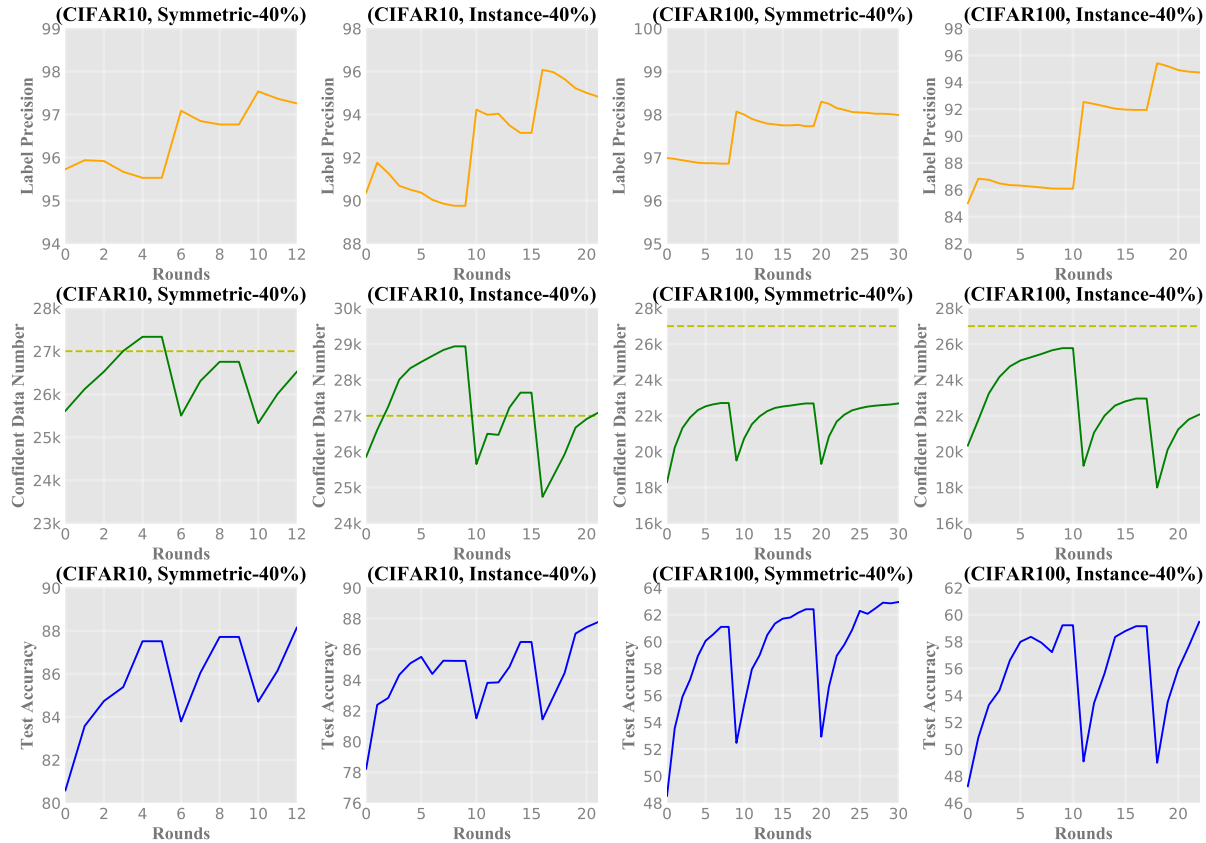 (CIFAR10, Symmetric-40%)
(CIFAR10, Instance-40%)
(CIFAR100, Symmetric-40%)
(CIFAR100, Instance-40%)
Label Precision
99
98
97
96
95
94
0 2 4 6 8 10 12
Rounds
Label Precision
98
96
94
92
90
88
0 5 10 15 20
Rounds
Label Precision
100
99
98
97
96
95
0 5 10 15 20 25 30
Rounds
Label Precision
98
96
94
92
90
88
86
84
82
0 5 10 15 20
Rounds
(CIFAR10, Symmetric-40%)
(CIFAR10, Instance-40%)
(CIFAR100, Symmetric-40%)
(CIFAR100, Instance-40%)
Confident Data Number
28k
27k
26k
25k
24k
23k
0 2 4 6 8 10 12
Rounds
Confident Data Number
30k
29k
28k
27k
26k
25k
24k
0 5 10 15 20
Rounds
Confident Data Number
28k
26k
24k
22k
20k
18k
16k
0 5 10 15 20 25 30
Rounds
Confident Data Number
28k
26k
24k
22k
20k
18k
16k
0 5 10 15 20
Rounds
(CIFAR10, Symmetric-40%)
(CIFAR10, Instance-40%)
(CIFAR100, Symmetric-40%)
(CIFAR100, Instance-40%)
Test Accuracy
90
88
86
84
82
80
0 2 4 6 8 10 12
Rounds
Test Accuracy
90
88
86
84
82
80
78
76
0 5 10 15 20
Rounds
Test Accuracy
64
62
60
58
56
54
52
50
48
0 5 10 15 20 25 30
Rounds
Test Accuracy
62
60
58
56
54
52
50
48
46
0 5 10 15 20
Rounds